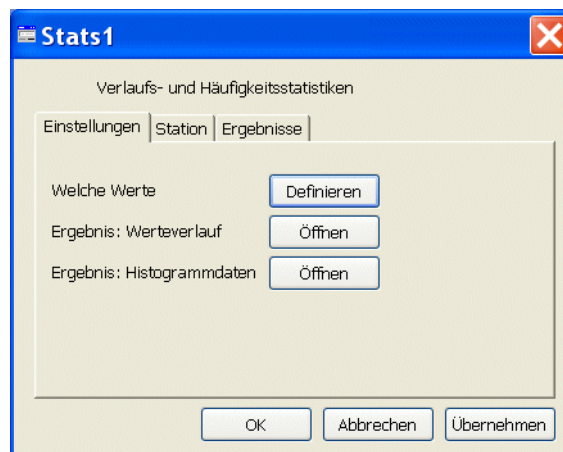 Stats1
Verlaufs- und Häufigkeitsstatistiken
Einstellungen Station Ergebnisse
Welche Werte Definieren
Ergebnis: Werteverlauf Öffnen
Ergebnis: Histogrammdaten Öffnen
OK Abbrechen Übernehmen